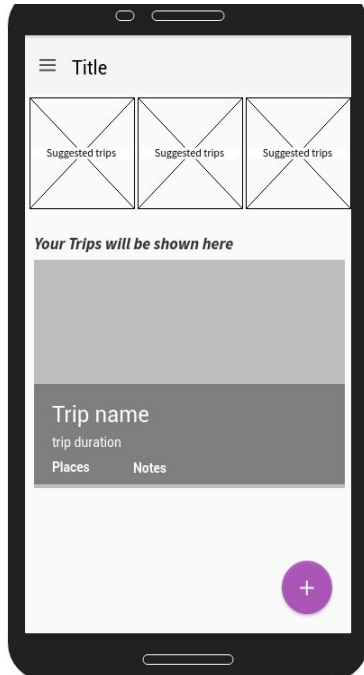 Title
Suggested trips Suggested trips Suggested trips
Your Trips will be shown here
Trip name
trip duration
Places Notes
+